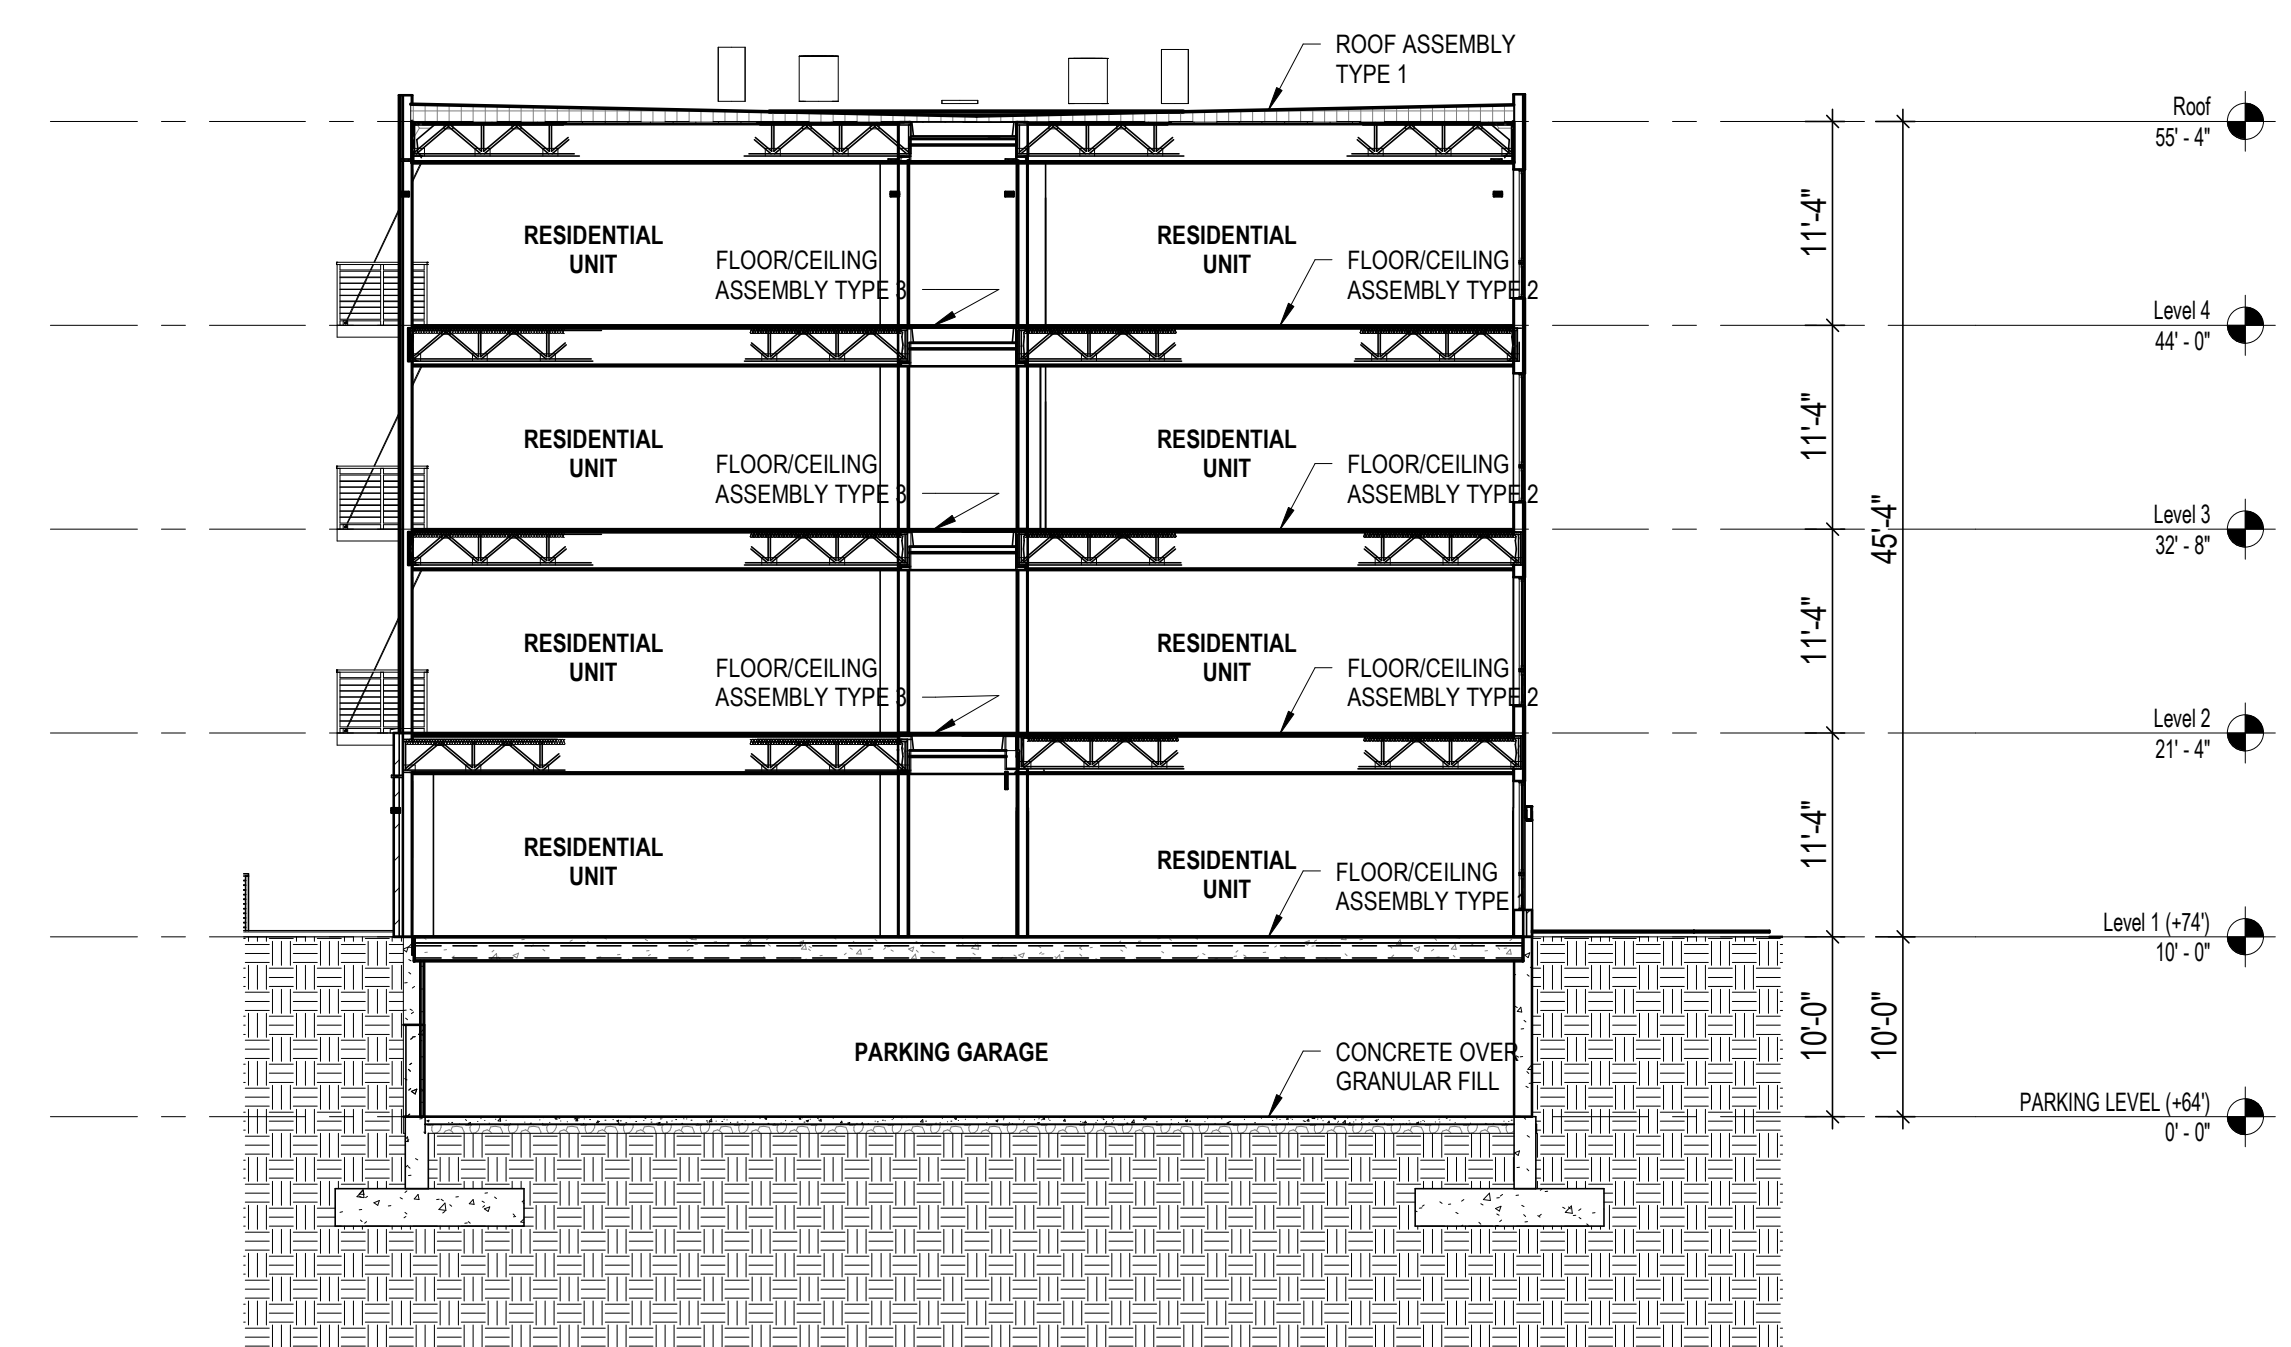 ROOF ASSEMBLY
TYPE 1
Roof
55' - 4"
11'-4"
RESIDENTIAL
UNIT
FLOOR/CEILING
ASSEMBLY TYPE 3
RESIDENTIAL
UNIT
FLOOR/CEILING
ASSEMBLY TYPE 2
Level 4
44' - 0"
11'-4"
RESIDENTIAL
UNIT
FLOOR/CEILING
ASSEMBLY TYPE 3
RESIDENTIAL
UNIT
FLOOR/CEILING
ASSEMBLY TYPE 2
45'-4"
Level 3
32' - 8"
11'-4"
RESIDENTIAL
UNIT
FLOOR/CEILING
ASSEMBLY TYPE 3
RESIDENTIAL
UNIT
FLOOR/CEILING
ASSEMBLY TYPE 2
Level 2
21' - 4"
11'-4"
RESIDENTIAL
UNIT
RESIDENTIAL
UNIT
FLOOR/CEILING
ASSEMBLY TYPE
Level 1 (+74')
10' - 0"
10'-0"
10'-0"
PARKING GARAGE
CONCRETE OVER
GRANULAR FILL
PARKING LEVEL (+64')
0' - 0"